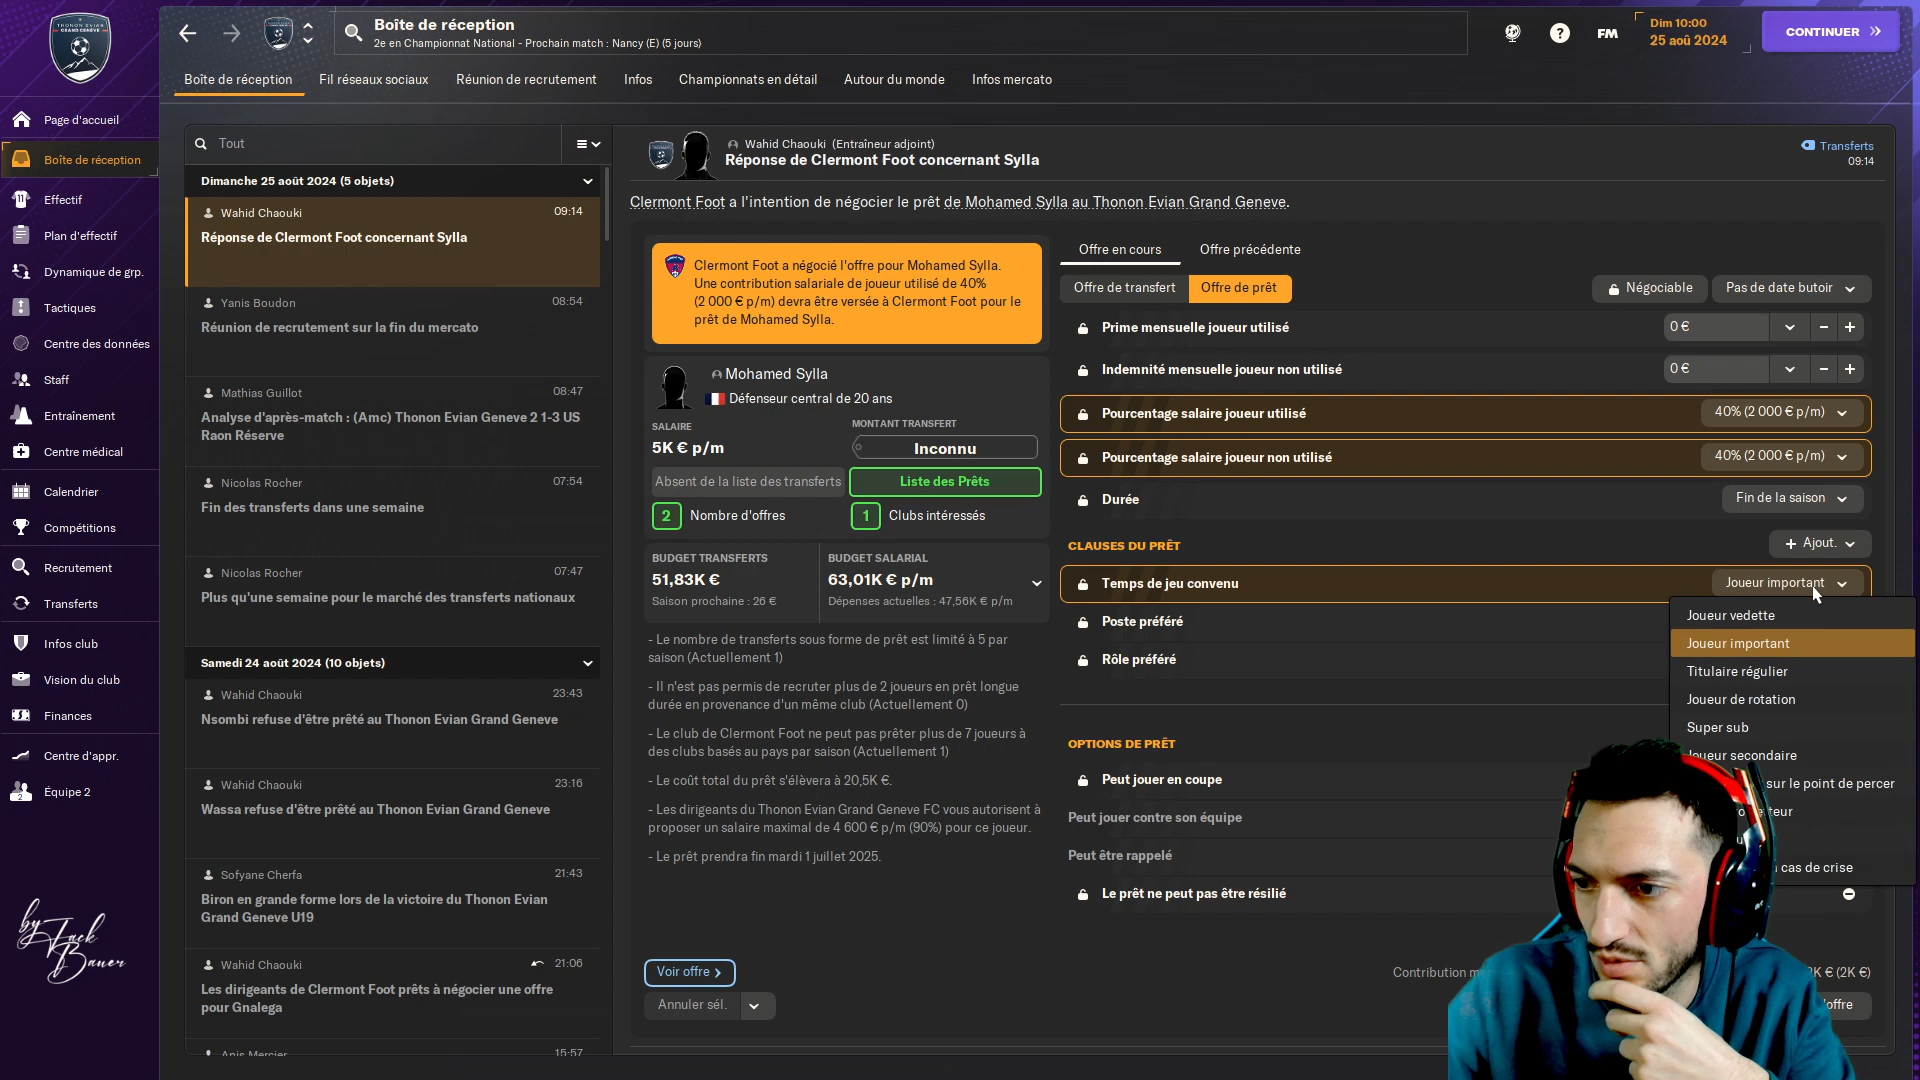 THONON EVIAN
GRAND GENÈVE
Boîte de réception
2e en Championnat National - Prochain match : Nancy (E) (5 jours)
FM
Dim 10:00
25 aoû 2024
CONTINUER
Boîte de réception
Fil réseaux sociaux
Réunion de recrutement
Infos
Championnats en détail
Autour du monde
Infos mercato
Page d'accueil
Boîte de réception
Effectif
Plan d'effectif
Dynamique de grp.
Tactiques
Centre des données
Staff
Entraînement
Centre médical
Calendrier
Compétitions
Recrutement
Transferts
Infos club
Vision du club
Finances
Centre d'appr.
Équipe 2
by Jack Bauer
Tout
Dimanche 25 août 2024 (5 objets)
Wahid Chaouki 09:14
Réponse de Clermont Foot concernant Sylla
Yanis Boudon 08:54
Réunion de recrutement sur la fin du mercato
Mathias Guillot 08:47
Analyse d'après-match : (Amc) Thonon Evian Geneve 2 1-3 US
Raon Réserve
Nicolas Rocher 07:54
Fin des transferts dans une semaine
Nicolas Rocher 07:47
Plus qu'une semaine pour le marché des transferts nationaux
Samedi 24 août 2024 (10 objets)
Wahid Chaouki 23:43
Nsombi refuse d'être prêté au Thonon Evian Grand Geneve
Wahid Chaouki 23:16
Wassa refuse d'être prêté au Thonon Evian Grand Geneve
Sofyane Cherfa 21:43
Biron en grande forme lors de la victoire du Thonon Evian
Grand Geneve U19
Wahid Chaouki 21:06
Les dirigeants de Clermont Foot prêts à négocier une offre
pour Gnalega
Anis Mercier 15:57
Wahid Chaouki (Entraîneur adjoint)
Réponse de Clermont Foot concernant Sylla
Transferts
09:14
Clermont Foot a l'intention de négocier le prêt de Mohamed Sylla au Thonon Evian Grand Geneve.
Clermont Foot a négocié l'offre pour Mohamed Sylla.
Une contribution salariale de joueur utilisé de 40%
(2 000 € p/m) devra être versée à Clermont Foot pour le
prêt de Mohamed Sylla.
Mohamed Sylla
Défenseur central de 20 ans
SALAIRE
5K € p/m
MONTANT TRANSFERT
Inconnu
Absent de la liste des transferts
Liste des Prêts
2 Nombre d'offres
1 Clubs intéressés
BUDGET TRANSFERTS
51,83K €
Saison prochaine : 26 €
BUDGET SALARIAL
63,01K € p/m
Dépenses actuelles : 47,56K € p/m
- Le nombre de transferts sous forme de prêt est limité à 5 par
saison (Actuellement 1)
- Il n'est pas permis de recruter plus de 2 joueurs en prêt longue
durée en provenance d'un même club (Actuellement 0)
- Le club de Clermont Foot ne peut pas prêter plus de 7 joueurs à
des clubs basés au pays par saison (Actuellement 1)
- Le coût total du prêt s'élevera à 20,5K €.
- Les dirigeants du Thonon Evian Grand Geneve FC vous autorisent à
proposer un salaire maximal de 4 600 € p/m (90%) pour ce joueur.
- Le prêt prendra fin mardi 1 juillet 2025.
Voir offre
Annuler sél.
Offre en cours
Offre précédente
Offre de transfert
Offre de prêt
Négociable
Pas de date butoir
Prime mensuelle joueur utilisé 0 €
Indemnité mensuelle joueur non utilisé 0 €
Pourcentage salaire joueur utilisé 40% (2 000 € p/m)
Pourcentage salaire joueur non utilisé 40% (2 000 € p/m)
Durée Fin de la saison
CLAUSES DU PRÊT
Ajout.
Temps de jeu convenu Joueur important
Poste préféré
Rôle préféré
Joueur vedette
Joueur important
Titulaire régulier
Joueur de rotation
Super sub
Joueur secondaire
sur le point de percer
cas de crise
OPTIONS DE PRÊT
Peut jouer en coupe
Peut jouer contre son équipe
Peut être rappelé
Le prêt ne peut pas être résilié
Contribution
K € (2K €)
offre